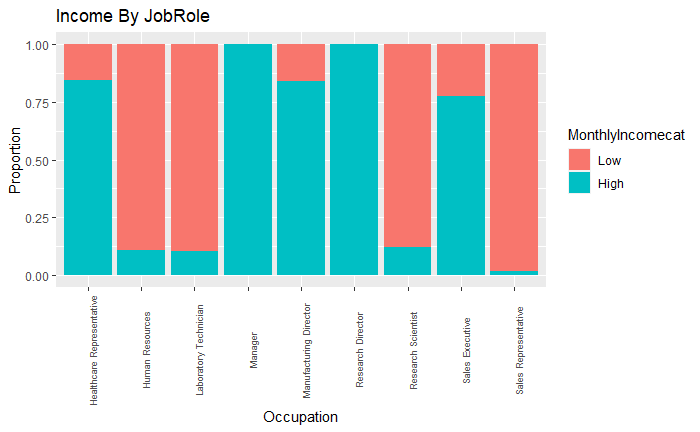 Income By JobRole
1.00
0.75
0.50
0.25
0.00
Proportion
Healthcare Representative
Human Resources
Laboratory Technician
Manager
Manufacturing Director
Research Director
Research Scientist
Sales Executive
Sales Representative
Occupation
MonthlyIncomecat
Low
High